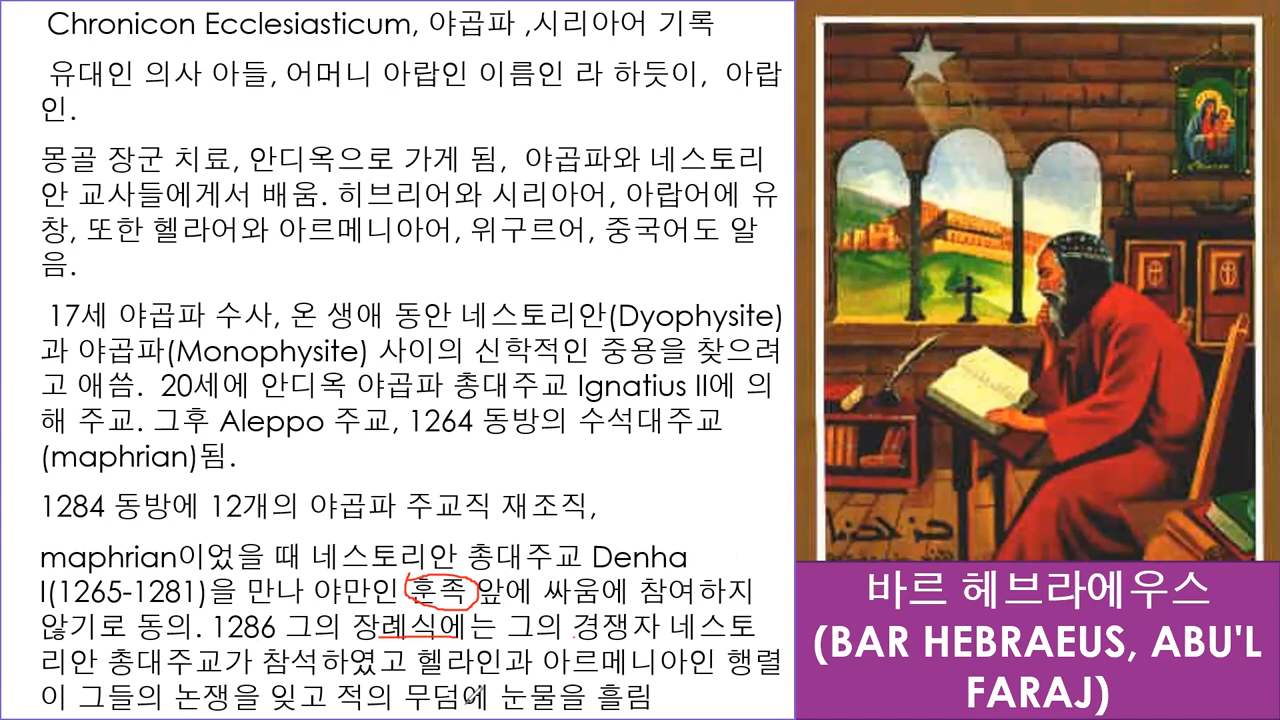 Chronicon Ecclesiasticum, 야곱파 ,시리아어 기록
유대인 의사 아들, 어머니 아랍인 이름인 라 하듯이, 아랍
인.
몽골 장군 치료, 안디옥으로 가게 됨, 야곱파와 네스토리
안 교사들에게서 배움. 히브리어와 시리아어, 아랍어에 유
창, 또한 헬라어와 아르메니아어, 위구르어, 중국어도 알
음.
17세 야곱파 수사, 온 생애 동안 네스토리안(Dyophysite)
과 야곱파(Monophysite) 사이의 신학적인 중용을 찾으려
고 애씀. 20세에 안디옥 야곱파 총대주교 Ignatius II에 의
해 주교. 그후 Aleppo 주교, 1264 동방의 수석대주교
(maphrian)됨.
1284 동방에 12개의 야곱파 주교직 재조직,
maphrian이었을 때 네스토리안 총대주교 Denha
I(1265-1281)을 만나 야만인 훈족 앞에 싸움에 참여하지
않기로 동의. 1286 그의 장례식에는 그의 경쟁자 네스토
리안 총대주교가 참석하였고 헬라인과 아르메니아인 행렬
이 그들의 논쟁을 잊고 적의 무덤에 눈물을 흘림
바르 헤브라에우스
(BAR HEBRAEUS, ABU'L
FARAJ)